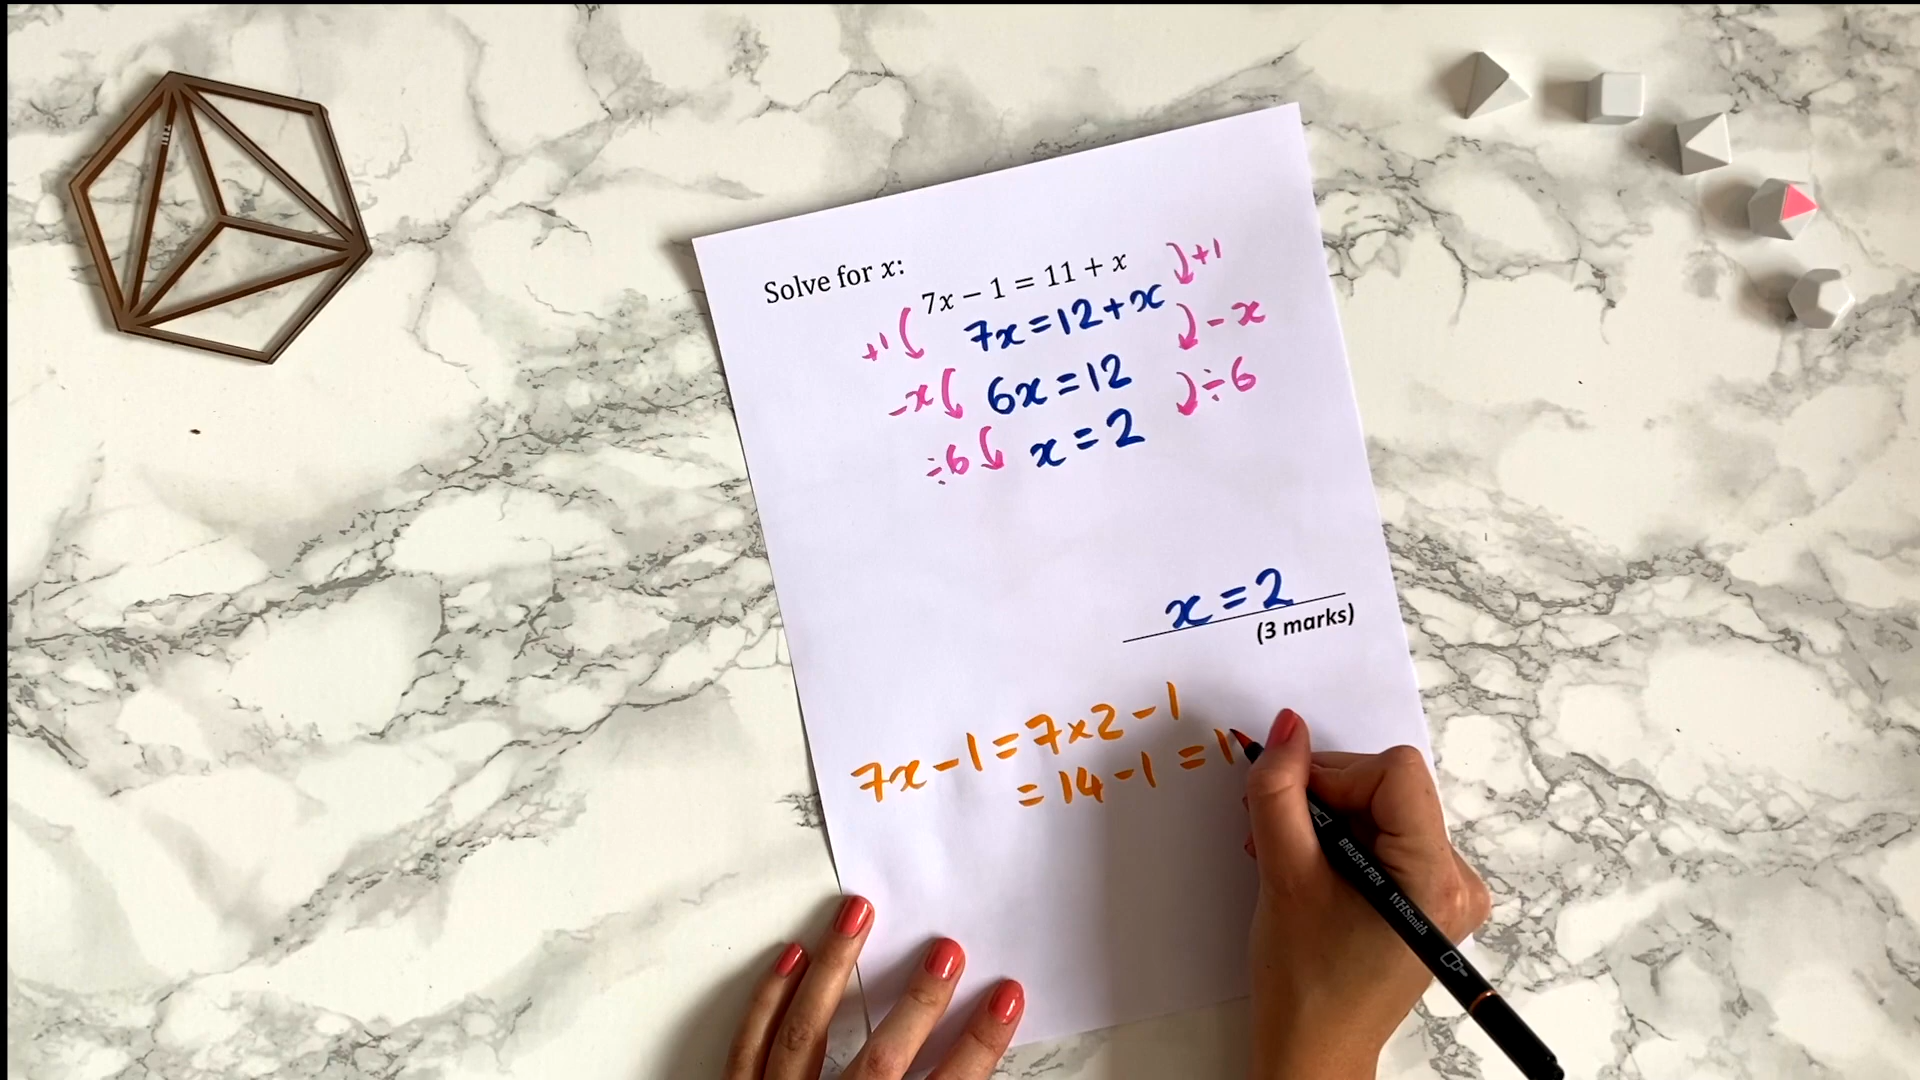 Solve for x:
7x − 1 = 11 + x
+1
+1
7x = 12 + x
- x
-x
6x = 12
÷6
÷6
x = 2
x = 2
(3 marks)
7x - 1 = 7 x 2 - 1
= 14 - 1 =
BRUSH PEN WHSmith